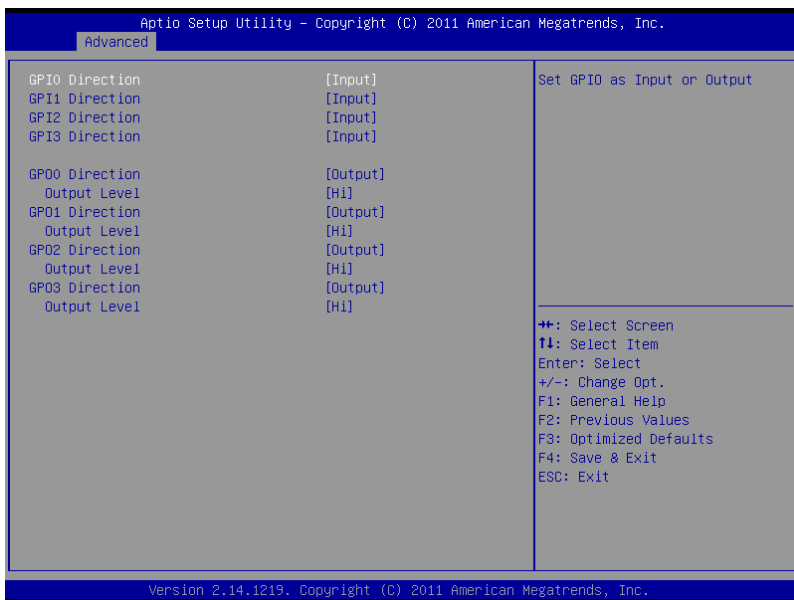 Aptio Setup Utility – Copyright (C) 2011 American Megatrends, Inc.
Advanced
GPI0 Direction [Input]
GPI1 Direction [Input]
GPI2 Direction [Input]
GPI3 Direction [Input]
GPO0 Direction [Output]
Output Level [Hi]
GPO1 Direction [Output]
Output Level [Hi]
GPO2 Direction [Output]
Output Level [Hi]
GPO3 Direction [Output]
Output Level [Hi]
Set GPIO as Input or Output
→←: Select Screen
↑↓: Select Item
Enter: Select
+/-: Change Opt.
F1: General Help
F2: Previous Values
F3: Optimized Defaults
F4: Save & Exit
ESC: Exit
Version 2.14.1219. Copyright (C) 2011 American Megatrends, Inc.